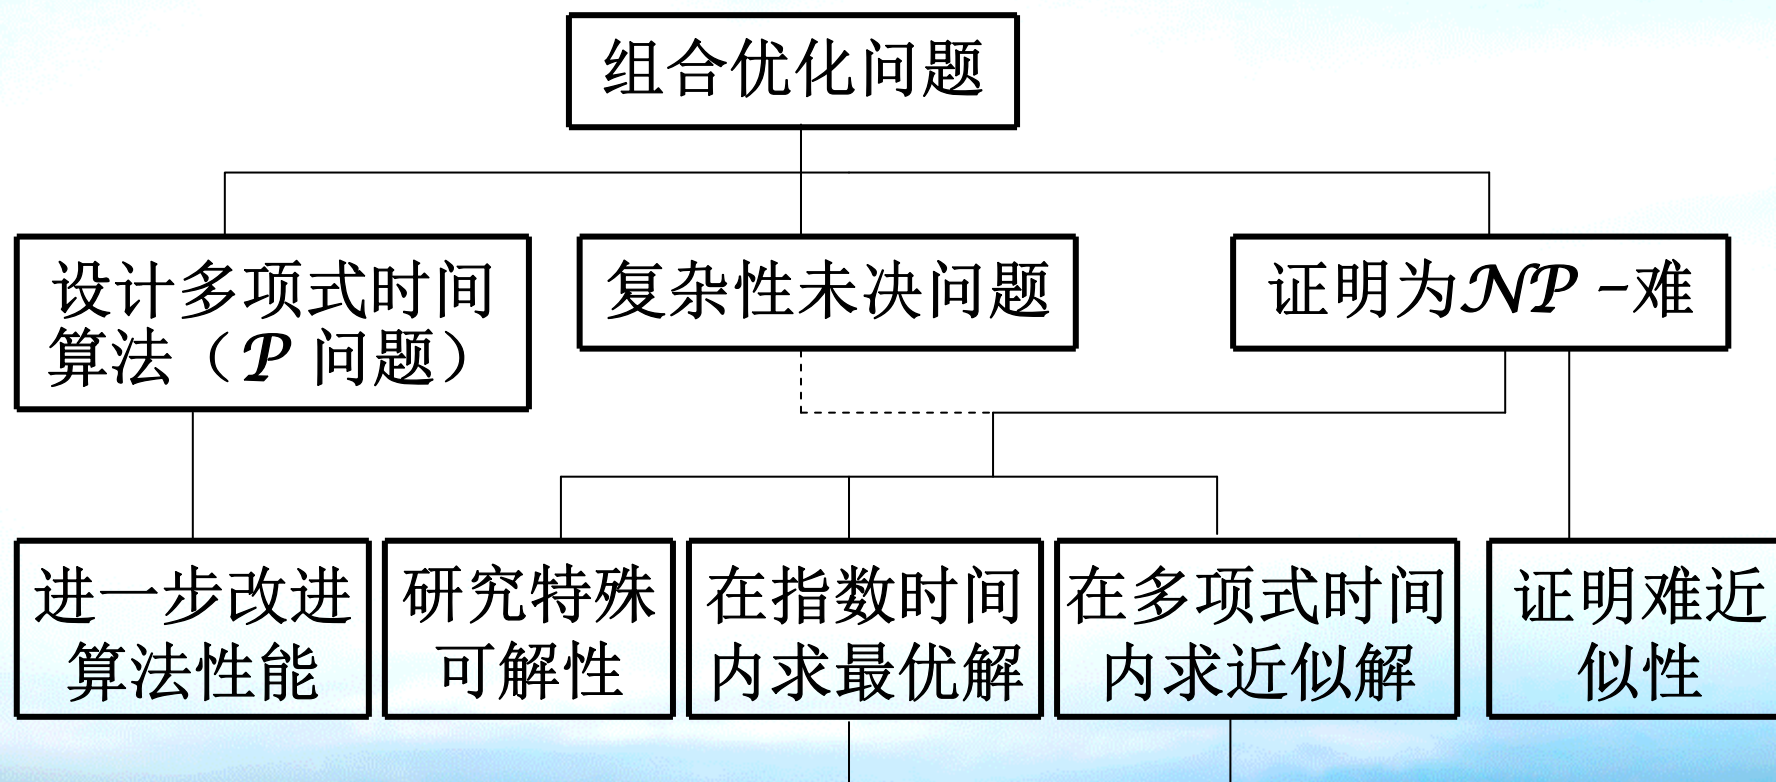 组合优化问题
设计多项式时间
算法（𝒫 问题）
复杂性未决问题
证明为𝒩𝒫 -难
进一步改进
算法性能
研究特殊
可解性
在指数时间
内求最优解
在多项式时间
内求近似解
证明难近
似性